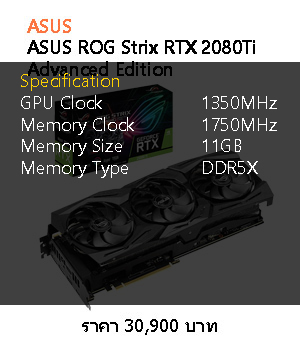 ASUS
ASUS ROG Strix RTX 2080Ti
Advanced Edition
Specification
GPU Clock 1350MHz
Memory Clock 1750MHz
Memory Size 11GB
Memory Type DDR5X
RTX
ราคา 30,900 บาท